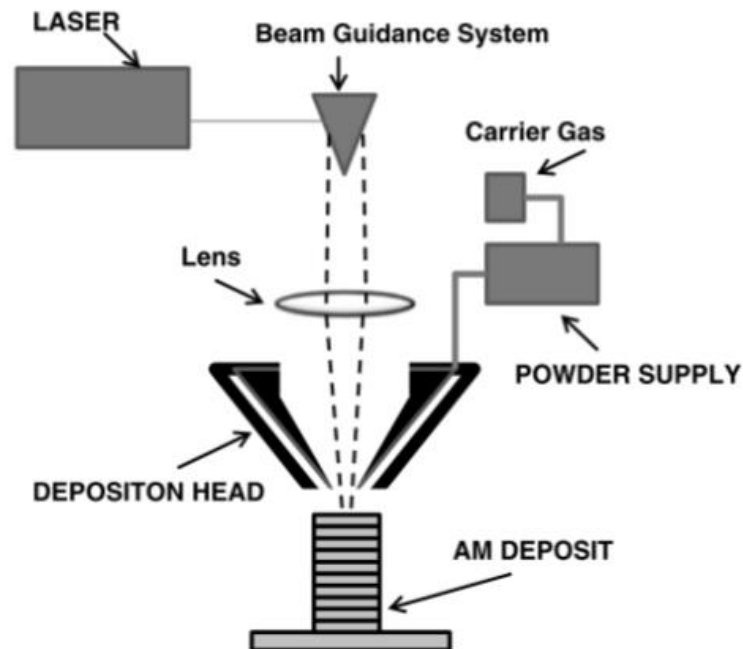 LASER
Beam Guidance System
Carrier Gas
Lens
POWDER SUPPLY
DEPOSITON HEAD
AM DEPOSIT